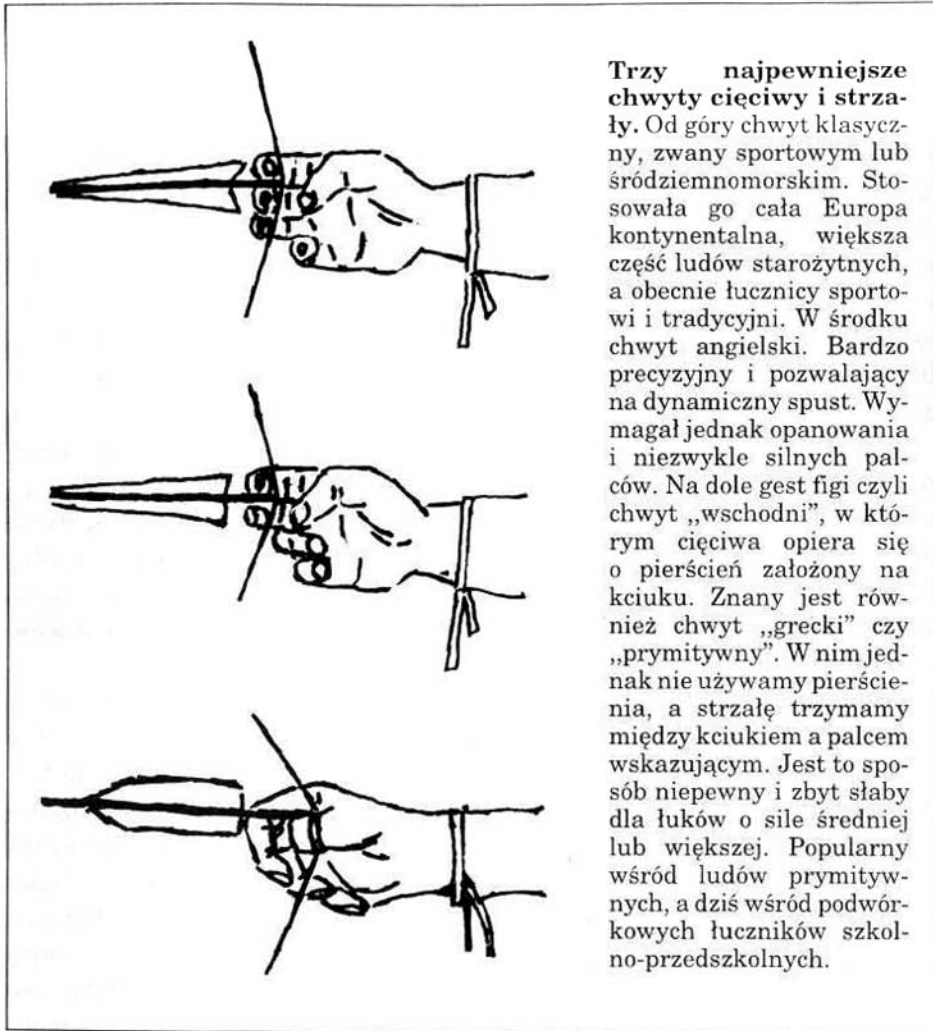 Trzy najpewniejsze
chwyty cięciwy i strza-
ły. Od góry chwyt klasycz-
ny, zwany sportowym lub
śródziemnomorskim. Sto-
sowała go cała Europa
kontynentalna, większa
część ludów starożytnych,
a obecnie łucznicy sporto-
wi i tradycyjni. W środku
chwyt angielski. Bardzo
precyzyjny i pozwalający
na dynamiczny spust. Wy-
magał jednak opanowania
i niezwykle silnych pal-
ców. Na dole gest figi czyli
chwyt „wschodni”, w któ-
rym cięciwa opiera się
o pierścień założony na
kciuku. Znany jest rów-
nież chwyt „grecki” czy
„prymitywny”. W nim jed-
nak nie używamy pierście-
nia, a strzałę trzymamy
między kciukiem a palcem
wskazującym. Jest to spo-
sób niepewny i zbyt słaby
dla łuków o sile średniej
lub większej. Popularny
wśród ludów prymityw-
nych, a dziś wśród podwór-
kowych łuczników szkol-
no-przedszkolnych.